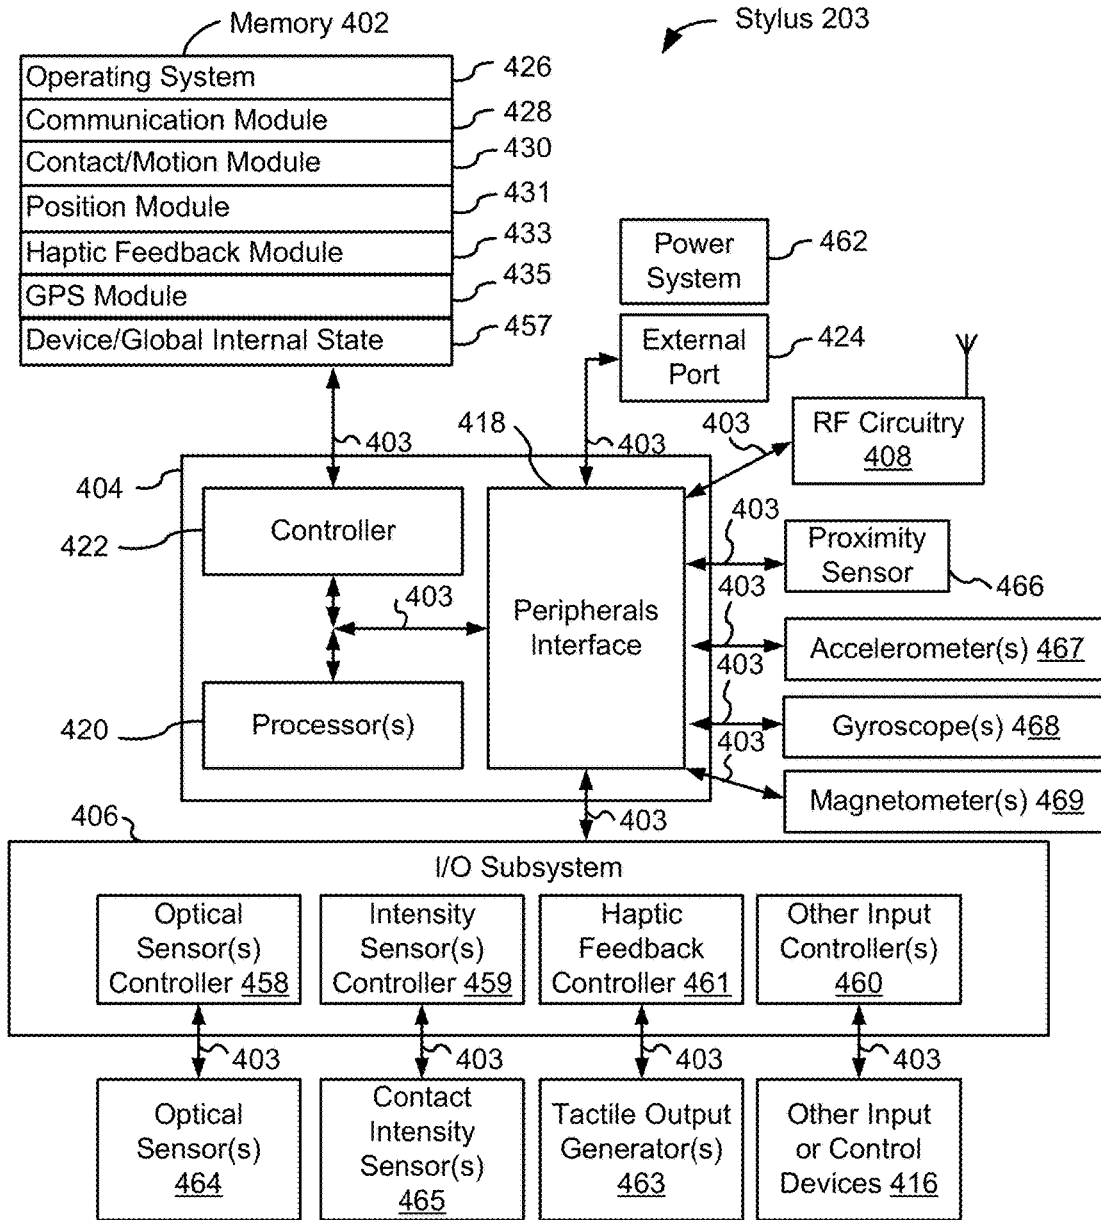 Memory 402
Stylus 203
Operating System
426
Communication Module
428
Contact/Motion Module
430
Position Module
431
Haptic Feedback Module
433
GPS Module
435
Device/Global Internal State
457
Power
System
462
External
Port
424
RF Circuitry
408
403
403
403
418
404
Controller
422
403
Peripherals
Interface
Processor(s)
420
403
Proximity
Sensor
466
403
Accelerometer(s) 467
403
Gyroscope(s) 468
403
Magnetometer(s) 469
403
406
I/O Subsystem
Optical
Sensor(s)
Controller 458
Intensity
Sensor(s)
Controller 459
Haptic
Feedback
Controller 461
Other Input
Controller(s)
460
403
403
403
403
Optical
Sensor(s)
464
Contact
Intensity
Sensor(s)
465
Tactile Output
Generator(s)
463
Other Input
or Control
Devices 416